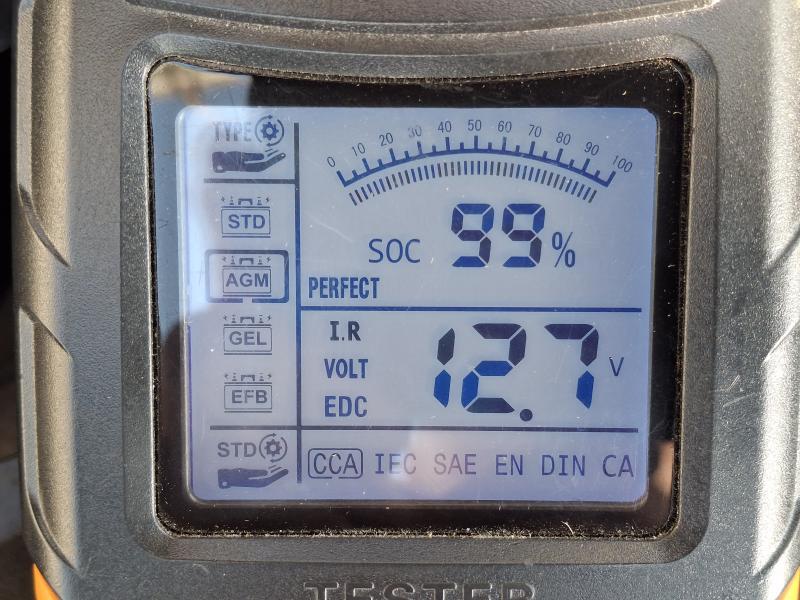 TYPE
0 10 20 30 40 50 60 70 80 90 100
STD
SOC 99%
AGM
PERFECT
GEL
I.R
VOLT 12.7 V
EFB
EDC
STD
CCA IEC SAE EN DIN CA
TESTER